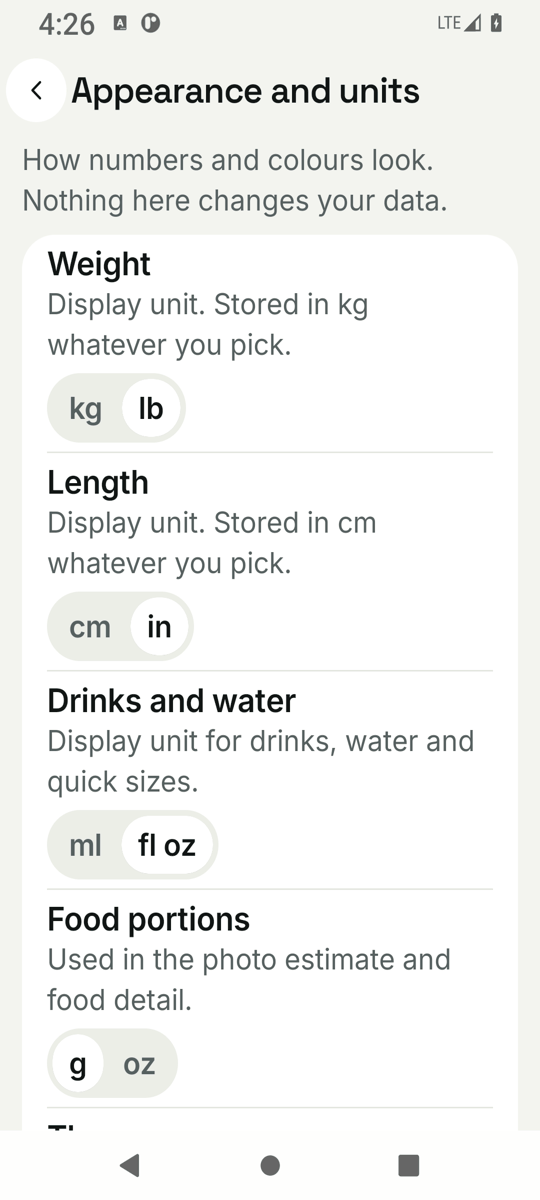 4:26
LTE
Appearance and units
How numbers and colours look.
Nothing here changes your data.
Weight
Display unit. Stored in kg
whatever you pick.
kg lb
Length
Display unit. Stored in cm
whatever you pick.
cm in
Drinks and water
Display unit for drinks, water and
quick sizes.
ml fl oz
Food portions
Used in the photo estimate and
food detail.
g oz